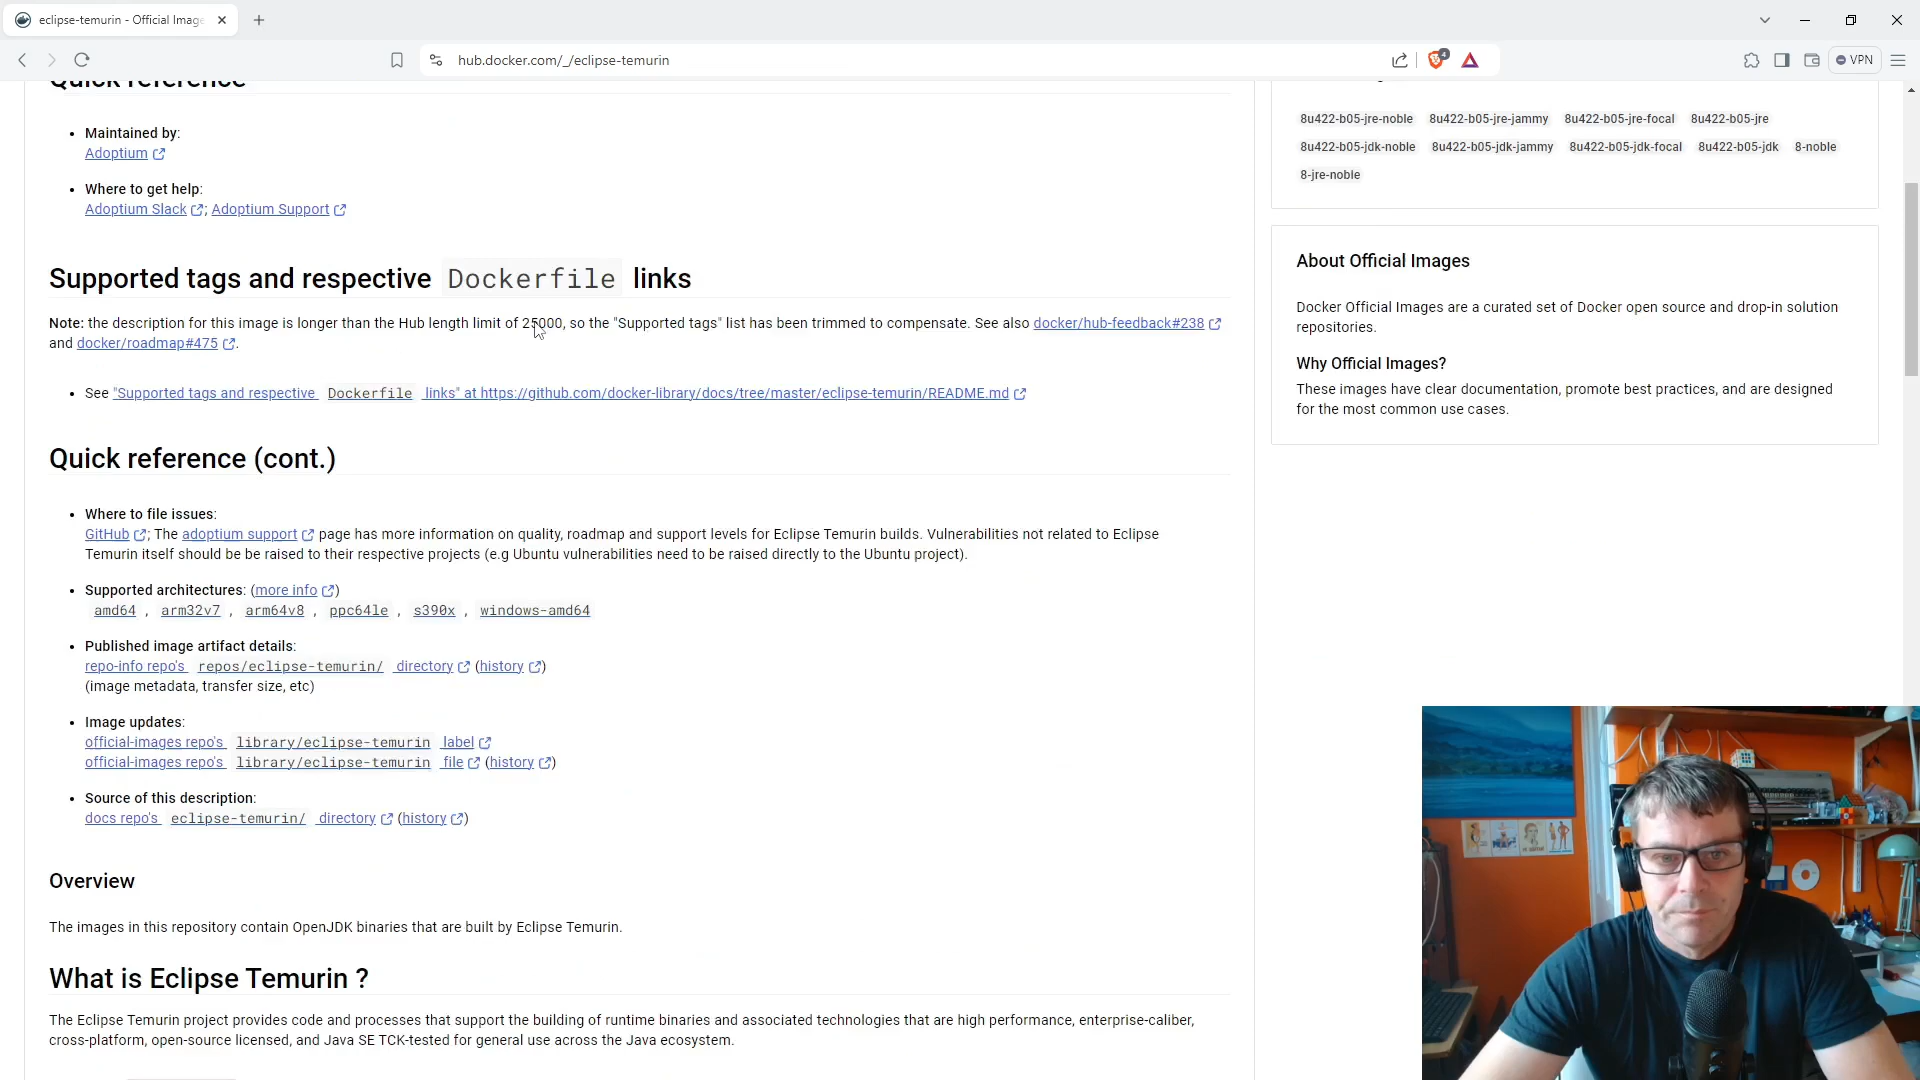 eclipse-temurin - Official Image
hub.docker.com/_/eclipse-temurin
4
VPN
Quick reference
Maintained by:
Adoptium
Where to get help:
Adoptium Slack ; Adoptium Support
Supported tags and respective Dockerfile links
Note: the description for this image is longer than the Hub length limit of 25000, so the "Supported tags" list has been trimmed to compensate. See also docker/hub-feedback#238
and docker/roadmap#475 .
See "Supported tags and respective Dockerfile links" at https://github.com/docker-library/docs/tree/master/eclipse-temurin/README.md
Quick reference (cont.)
Where to file issues:
GitHub ; The adoptium support page has more information on quality, roadmap and support levels for Eclipse Temurin builds. Vulnerabilities not related to Eclipse
Temurin itself should be be raised to their respective projects (e.g Ubuntu vulnerabilities need to be raised directly to the Ubuntu project).
Supported architectures: (more info )
amd64 , arm32v7 , arm64v8 , ppc64le , s390x , windows-amd64
Published image artifact details:
repo-info repo's repos/eclipse-temurin/ directory (history )
(image metadata, transfer size, etc)
Image updates:
official-images repo's library/eclipse-temurin label
official-images repo's library/eclipse-temurin file (history )
Source of this description:
docs repo's eclipse-temurin/ directory (history )
Overview
The images in this repository contain OpenJDK binaries that are built by Eclipse Temurin.
What is Eclipse Temurin ?
The Eclipse Temurin project provides code and processes that support the building of runtime binaries and associated technologies that are high performance, enterprise-caliber,
cross-platform, open-source licensed, and Java SE TCK-tested for general use across the Java ecosystem.
8u422-b05-jre-noble 8u422-b05-jre-jammy 8u422-b05-jre-focal 8u422-b05-jre
8u422-b05-jdk-noble 8u422-b05-jdk-jammy 8u422-b05-jdk-focal 8u422-b05-jdk 8-noble
8-jre-noble
About Official Images
Docker Official Images are a curated set of Docker open source and drop-in solution
repositories.
Why Official Images?
These images have clear documentation, promote best practices, and are designed
for the most common use cases.